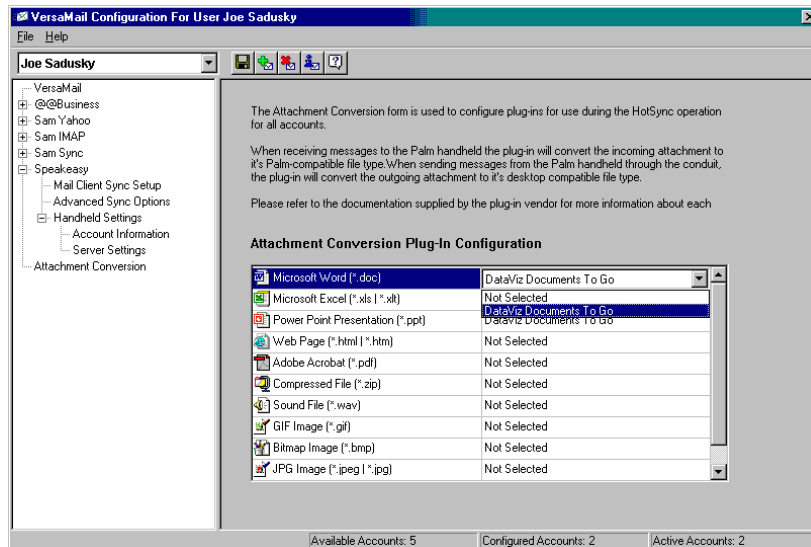 VersaMail Configuration For User Joe Sadusky
File Help
Joe Sadusky
VersaMail
@@Business
Sam Yahoo
Sam IMAP
Sam Sync
Speakeasy
Mail Client Sync Setup
Advanced Sync Options
Handheld Settings
Account Information
Server Settings
Attachment Conversion
The Attachment Conversion form is used to configure plug-ins for use during the HotSync operation
for all accounts.
When receiving messages to the Palm handheld the plug-in will convert the incoming attachment to
it's Palm-compatible file type.When sending messages from the Palm handheld through the conduit,
the plug-in will convert the outgoing attachment to it's desktop compatible file type.
Please refer to the documentation supplied by the plug-in vendor for more information about each
Attachment Conversion Plug-In Configuration
Microsoft Word (*.doc) DataViz Documents To Go
Microsoft Excel (*.xls | *.xlt) Not Selected
DataViz Documents To Go
Power Point Presentation (*.ppt) DataViz Documents To Go
Web Page (*.html | *.htm) Not Selected
Adobe Acrobat (*.pdf) Not Selected
Compressed File (*.zip) Not Selected
Sound File (*.wav) Not Selected
GIF Image (*.gif) Not Selected
Bitmap Image (*.bmp) Not Selected
JPG Image (*.jpeg | *.jpg) Not Selected
Available Accounts: 5 Configured Accounts: 2 Active Accounts: 2